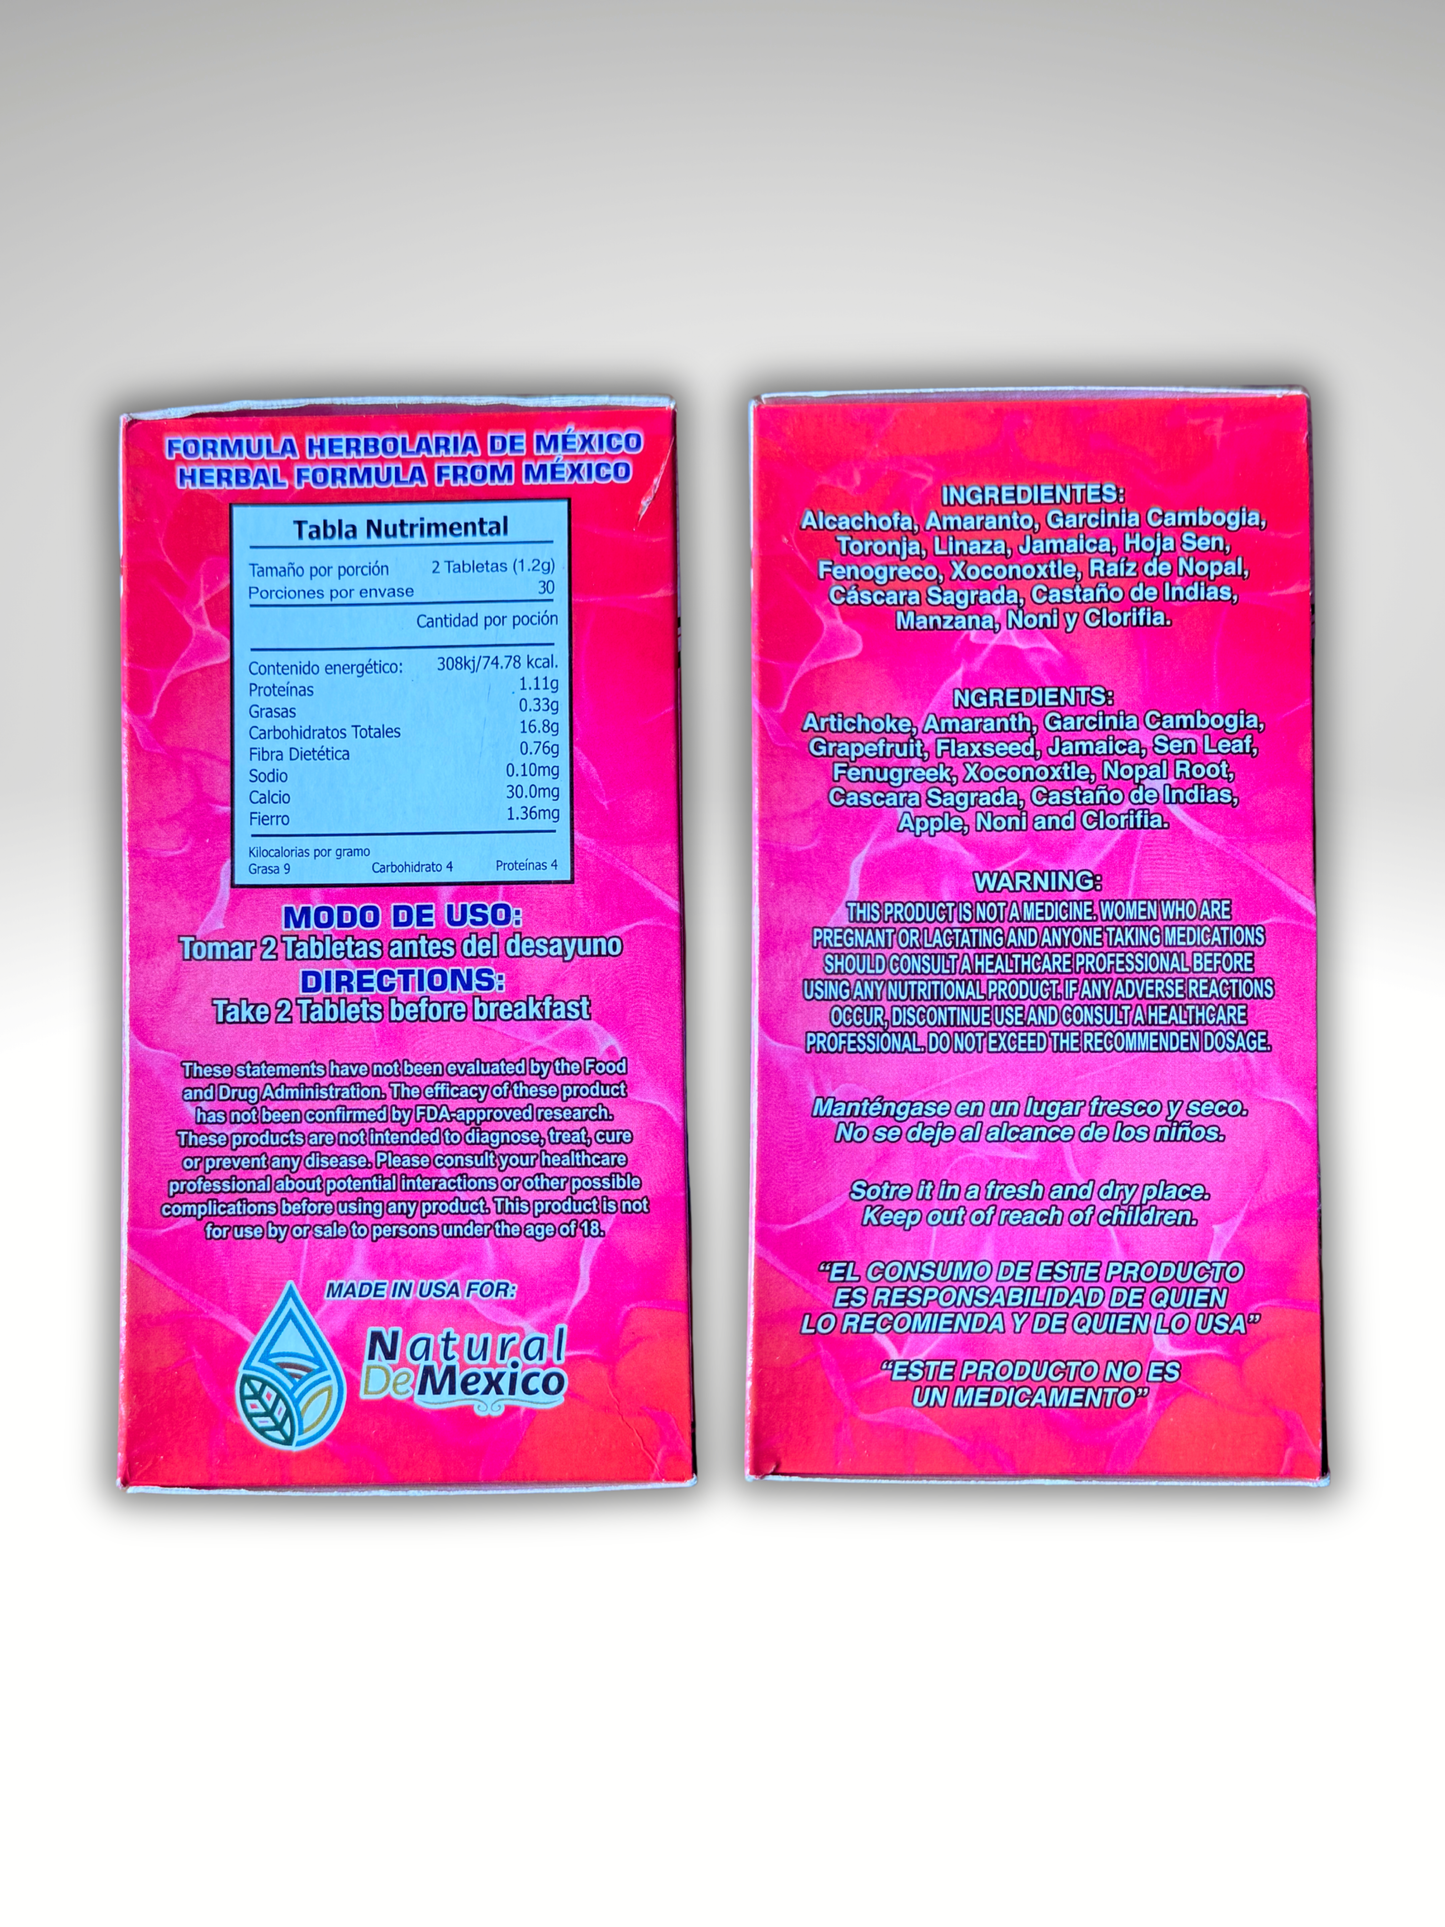 FORMULA HERBOLARIA DE MÉXICO
HERBAL FORMULA FROM MÉXICO
Tabla Nutrimental
Tamaño por porción 2 Tabletas (1.2g)
Porciones por envase 30
Cantidad por poción
Contenido energético: 308kj/74.78 kcal.
Proteínas 1.11g
Grasas 0.33g
Carbohidratos Totales 16.8g
Fibra Dietética 0.76g
Sodio 0.10mg
Calcio 30.0mg
Fierro 1.36mg
Kilocalorias por gramo
Grasa 9 Carbohidrato 4 Proteínas 4
MODO DE USO:
Tomar 2 Tabletas antes del desayuno
DIRECTIONS:
Take 2 Tablets before breakfast
These statements have not been evaluated by the Food
and Drug Administration. The efficacy of these product
has not been confirmed by FDA-approved research.
These products are not intended to diagnose, treat, cure
or prevent any disease. Please consult your healthcare
professional about potential interactions or other possible
complications before using any product. This product is not
for use by or sale to persons under the age of 18.
MADE IN USA FOR:
Natural
DeMexico
INGREDIENTES:
Alcachofa, Amaranto, Garcinia Cambogia,
Toronja, Linaza, Jamaica, Hoja Sen,
Fenogreco, Xoconoxtle, Raíz de Nopal,
Cáscara Sagrada, Castaño de Indias,
Manzana, Noni y Clorifia.
NGREDIENTS:
Artichoke, Amaranth, Garcinia Cambogia,
Grapefruit, Flaxseed, Jamaica, Sen Leaf,
Fenugreek, Xoconoxtle, Nopal Root,
Cascara Sagrada, Castaño de Indias,
Apple, Noni and Clorifia.
WARNING:
THIS PRODUCT IS NOT A MEDICINE. WOMEN WHO ARE
PREGNANT OR LACTATING AND ANYONE TAKING MEDICATIONS
SHOULD CONSULT A HEALTHCARE PROFESSIONAL BEFORE
USING ANY NUTRITIONAL PRODUCT. IF ANY ADVERSE REACTIONS
OCCUR, DISCONTINUE USE AND CONSULT A HEALTHCARE
PROFESSIONAL. DO NOT EXCEED THE RECOMMENDEN DOSAGE.
Manténgase en un lugar fresco y seco.
No se deje al alcance de los niños.
Sotre it in a fresh and dry place.
Keep out of reach of children.
“EL CONSUMO DE ESTE PRODUCTO
ES RESPONSABILIDAD DE QUIEN
LO RECOMIENDA Y DE QUIEN LO USA”
“ESTE PRODUCTO NO ES
UN MEDICAMENTO”